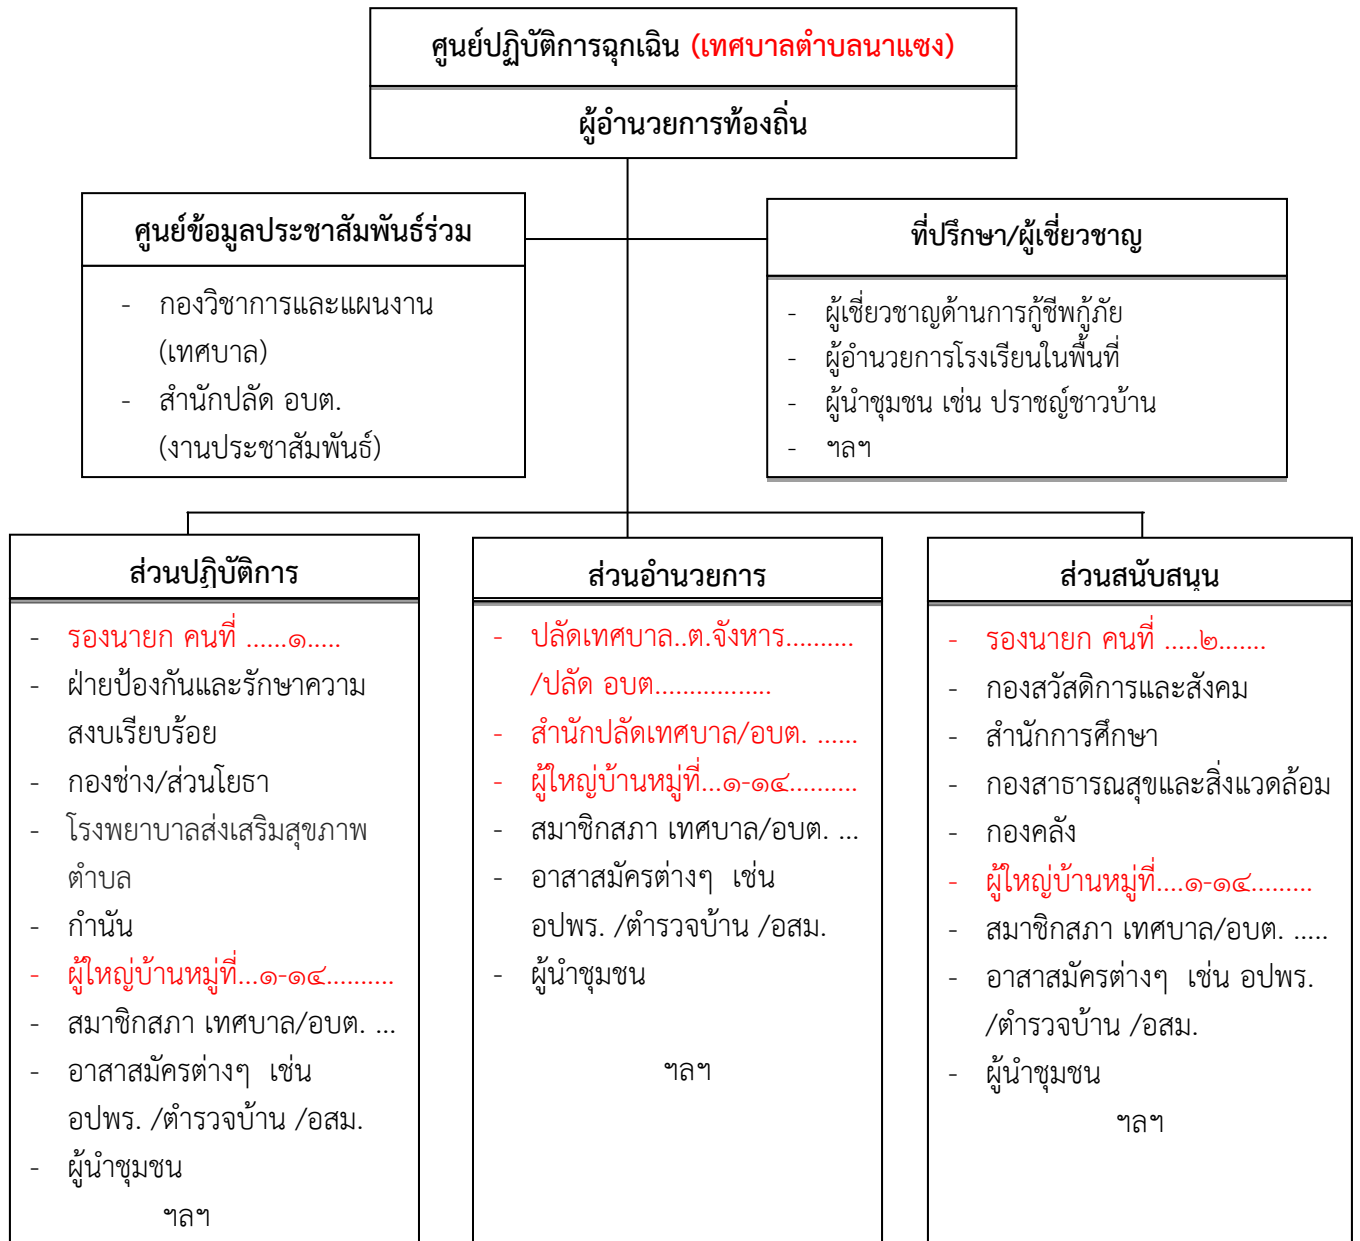 ศูนย์ปฏิบัติการฉุกเฉิน (เทศบาลตำบลนาแซง)
ผู้อำนวยการท้องถิ่น
ศูนย์ข้อมูลประชาสัมพันธ์ร่วม
- กองวิชาการและแผนงาน
(เทศบาล)
- สำนักปลัด อบต.
(งานประชาสัมพันธ์)
ที่ปรึกษา/ผู้เชี่ยวชาญ
- ผู้เชี่ยวชาญด้านการกู้ชีพกู้ภัย
- ผู้อำนวยการโรงเรียนในพื้นที่
- ผู้นำชุมชน เช่น ปราชญ์ชาวบ้าน
- ฯลฯ
ส่วนปฏิบัติการ
- รองนายก คนที่ ......๑.....
- ฝ่ายป้องกันและรักษาความ
สงบเรียบร้อย
- กองช่าง/ส่วนโยธา
- โรงพยาบาลส่งเสริมสุขภาพ
ตำบล
- กำนัน
- ผู้ใหญ่บ้านหมู่ที่...๑-๑๔..........
- สมาชิกสภา เทศบาล/อบต. ...
- อาสาสมัครต่างๆ เช่น
อปพร. /ตำรวจบ้าน /อสม.
- ผู้นำชุมชน
ฯลฯ
ส่วนอำนวยการ
- ปลัดเทศบาล..ต.จังหาร..........
/ปลัด อบต.................
- สำนักปลัดเทศบาล/อบต. ......
- ผู้ใหญ่บ้านหมู่ที่...๑-๑๔..........
- สมาชิกสภา เทศบาล/อบต. ...
- อาสาสมัครต่างๆ เช่น
อปพร. /ตำรวจบ้าน /อสม.
- ผู้นำชุมชน
ฯลฯ
ส่วนสนับสนุน
- รองนายก คนที่ .....๒.......
- กองสวัสดิการและสังคม
- สำนักการศึกษา
- กองสาธารณสุขและสิ่งแวดล้อม
- กองคลัง
- ผู้ใหญ่บ้านหมู่ที่....๑-๑๔.........
- สมาชิกสภา เทศบาล/อบต. .....
- อาสาสมัครต่างๆ เช่น อปพร.
/ตำรวจบ้าน /อสม.
- ผู้นำชุมชน
ฯลฯ